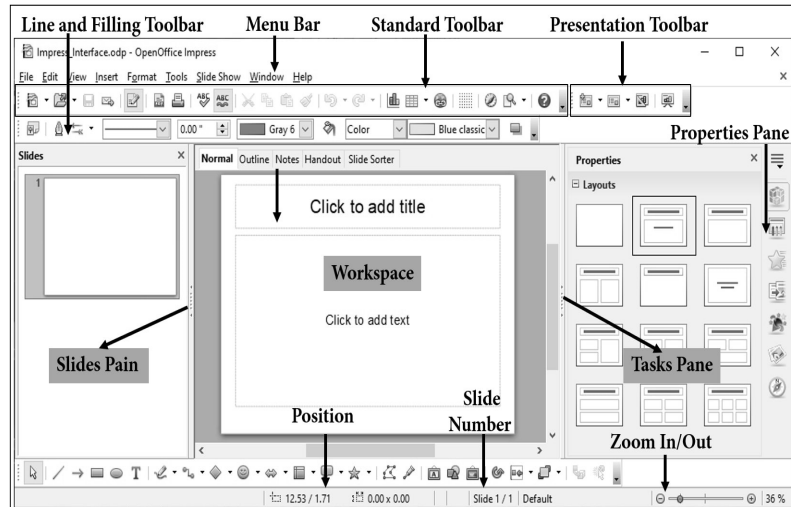 Line and Filling Toolbar Menu Bar Standard Toolbar Presentation Toolbar
Impress_Interface.odp - OpenOffice Impress
File Edit View Insert Format Tools Slide Show Window Help
0.00 " Gray 6 Color Blue classic
Properties Pane
Slides Normal Outline Notes Handout Slide Sorter Properties
1 Layouts
Click to add title
Workspace
Click to add text
Slides Pain Tasks Pane
Position Slide Number
Zoom In/Out
12.53 / 1.71 0.00 x 0.00 Slide 1 / 1 Default 36 %